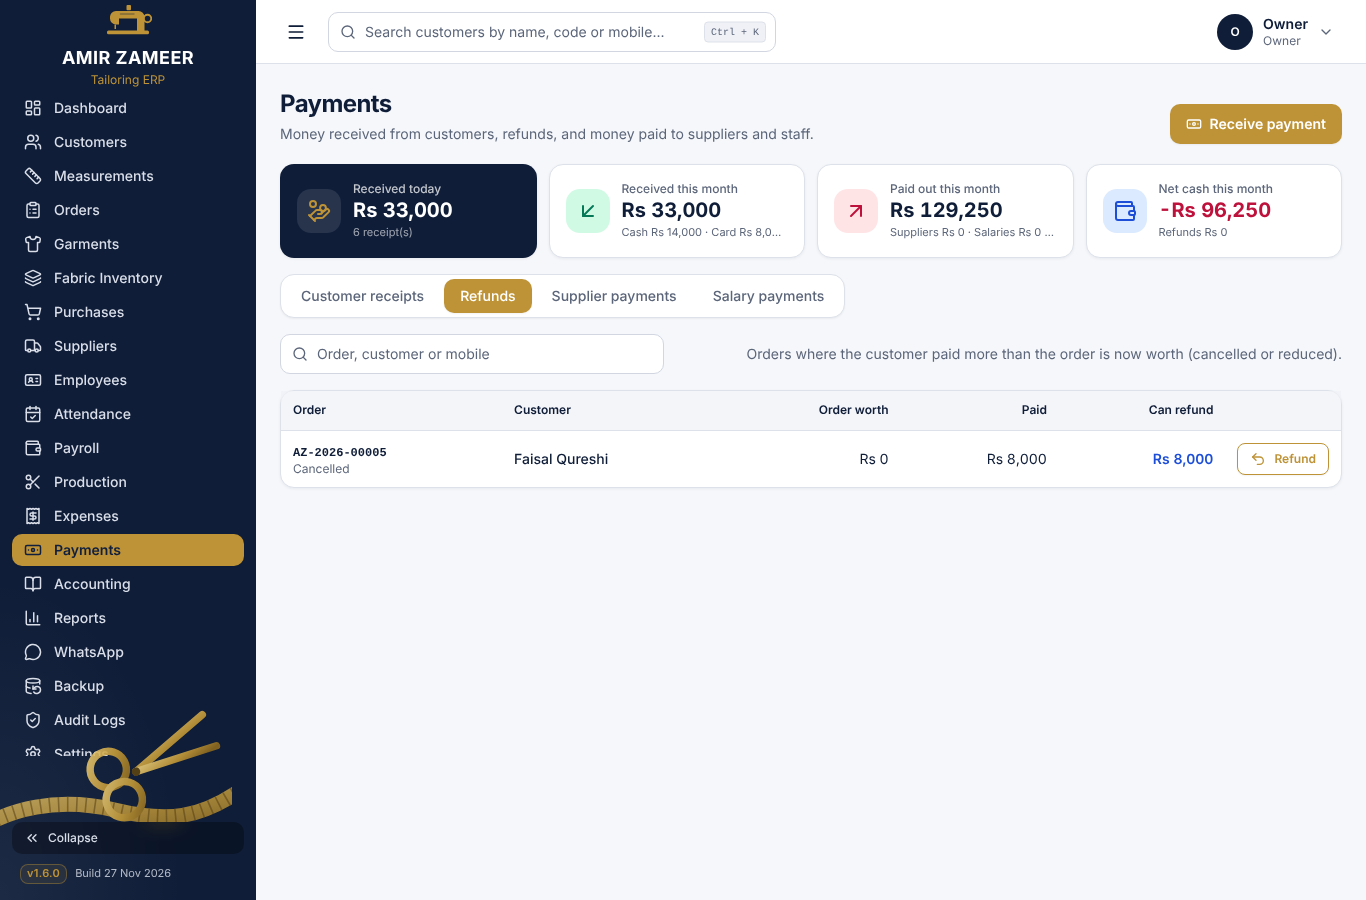 AMIR ZAMEER
Tailoring ERP
Dashboard
Customers
Measurements
Orders
Garments
Fabric Inventory
Purchases
Suppliers
Employees
Attendance
Payroll
Production
Expenses
Payments
Accounting
Reports
WhatsApp
Backup
Audit Logs
Settings
Collapse
v1.6.0 Build 27 Nov 2026
Search customers by name, code or mobile... Ctrl + K
O
Owner
Owner
Payments
Money received from customers, refunds, and money paid to suppliers and staff.
Receive payment
Received today
Rs 33,000
6 receipt(s)
Received this month
Rs 33,000
Cash Rs 14,000 · Card Rs 8,0...
Paid out this month
Rs 129,250
Suppliers Rs 0 · Salaries Rs 0 ...
Net cash this month
-Rs 96,250
Refunds Rs 0
Customer receipts Refunds Supplier payments Salary payments
Order, customer or mobile
Orders where the customer paid more than the order is now worth (cancelled or reduced).
Order Customer Order worth Paid Can refund
AZ-2026-00005 Faisal Qureshi Rs 0 Rs 8,000 Rs 8,000 Refund
Cancelled